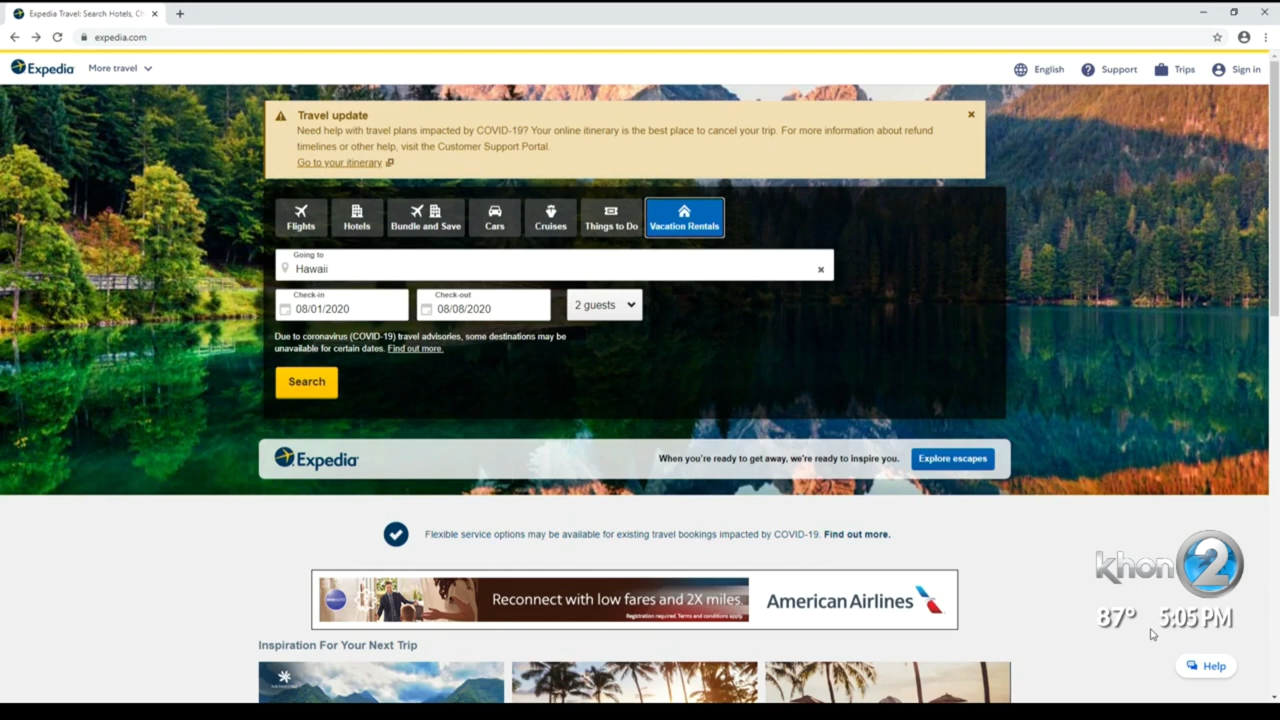 Expedia Travel: Search Hotels, Ch
expedia.com
Expedia More travel English Support Trips Sign in
Travel update
Need help with travel plans impacted by COVID-19? Your online itinerary is the best place to cancel your trip. For more information about refund
timelines or other help, visit the Customer Support Portal.
Go to your itinerary
Flights Hotels Bundle and Save Cars Cruises Things to Do Vacation Rentals
Going to
Hawaii
Check-in Check-out
08/01/2020 08/08/2020 2 guests
Due to coronavirus (COVID-19) travel advisories, some destinations may be
unavailable for certain dates. Find out more.
Search
Expedia When you're ready to get away, we're ready to inspire you. Explore escapes
Flexible service options may be available for existing travel bookings impacted by COVID-19. Find out more.
khon 2
Reconnect with low fares and 2X miles. American Airlines
Registration required. Terms and conditions apply.
87° 5:05 PM
Inspiration For Your Next Trip
Help